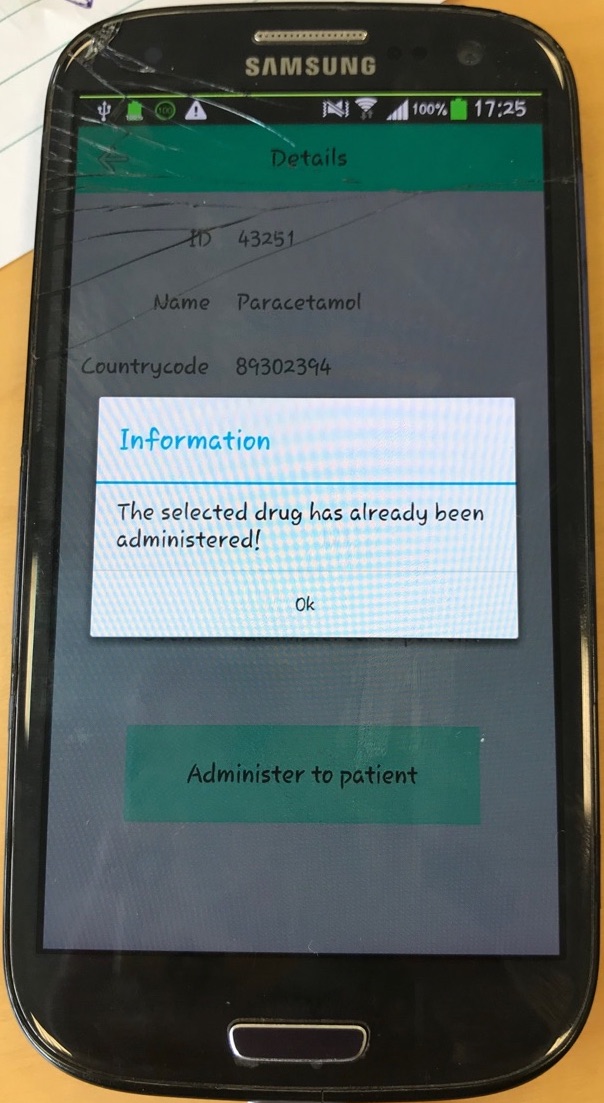 SAMSUNG
100% 17:25
Details
ID 43251
Name Paracetamol
Countrycode 89302394
Information
The selected drug has already been
administered!
Ok
Administer to patient